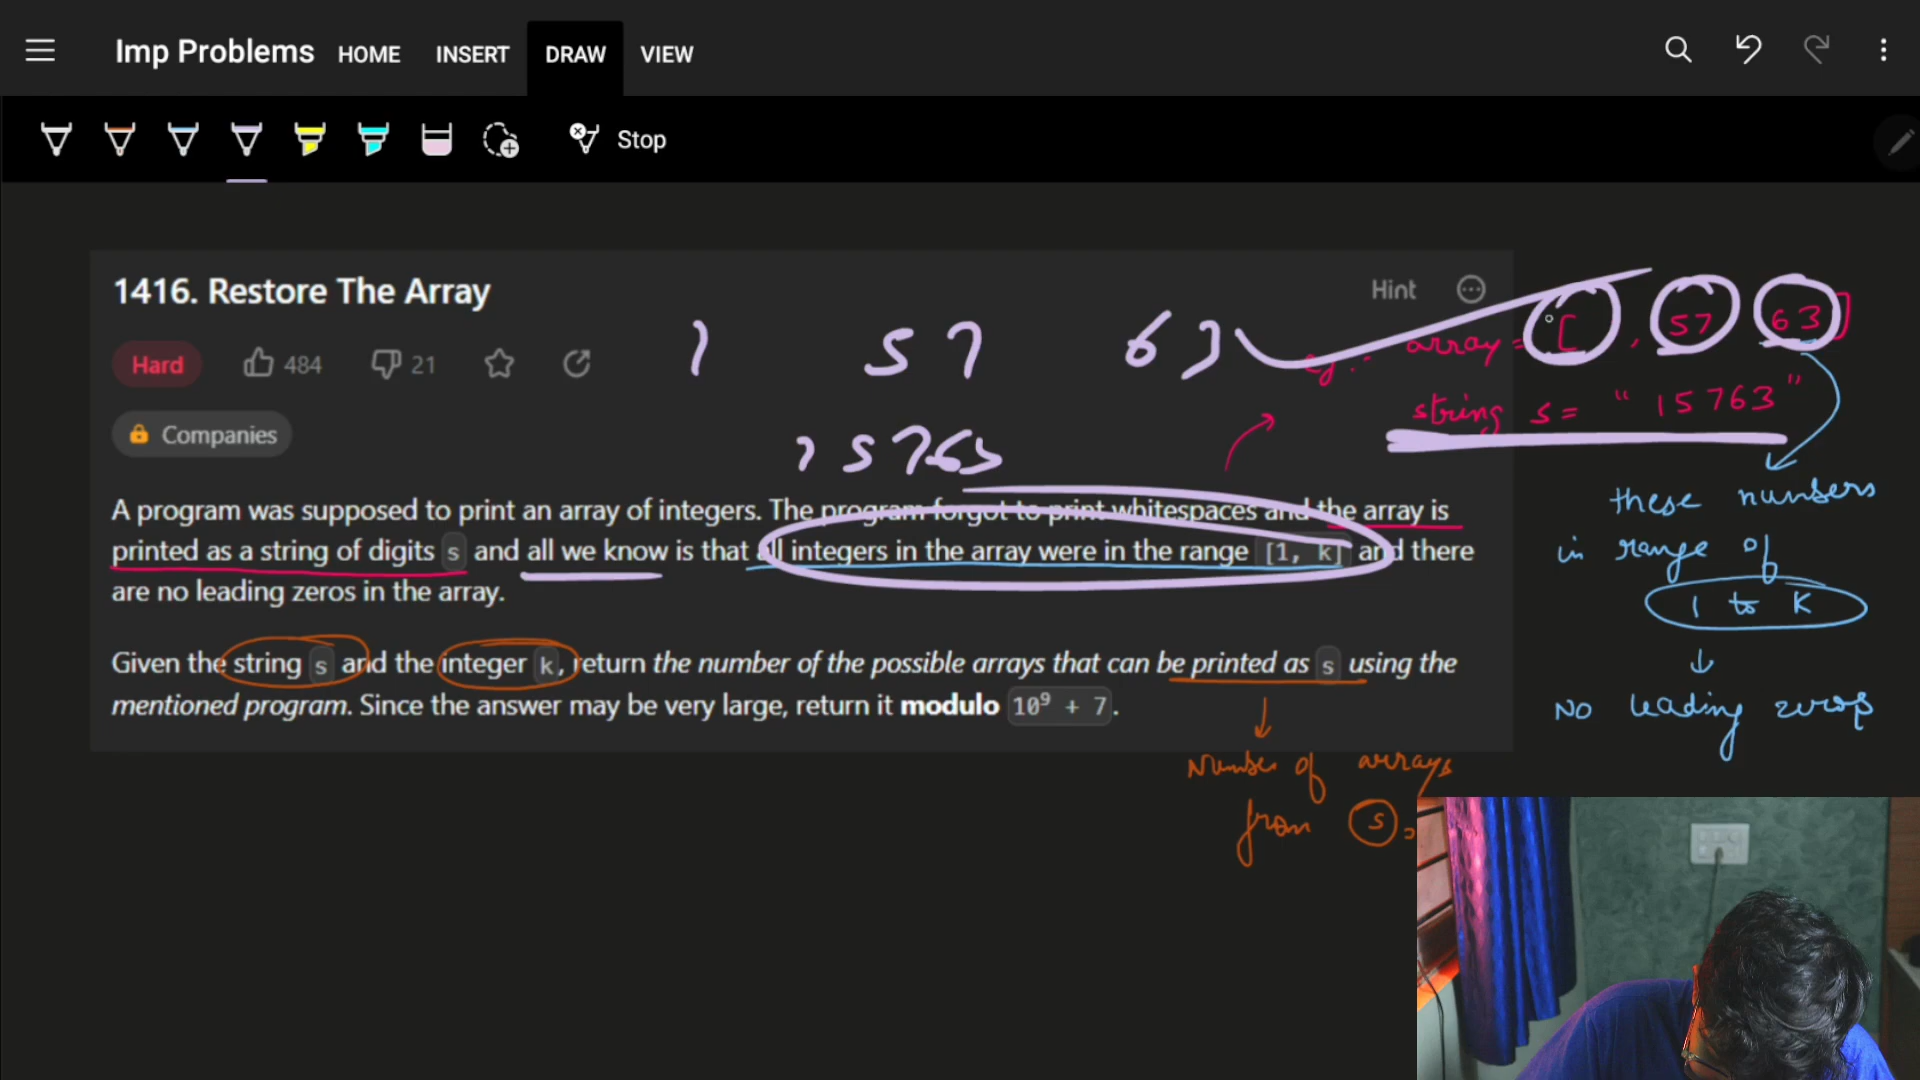 Imp Problems HOME INSERT DRAW VIEW
Stop
1416. Restore The Array
Hint
Hard 484 21
Companies
1 57 63
15763
eg:- array = [ , 57 63]
string s = "15763"
A program was supposed to print an array of integers. The program forgot to print whitespaces and the array is
printed as a string of digits s and all we know is that all integers in the array were in the range [1, k] and there
are no leading zeros in the array.
Given the string s and the integer k, return the number of the possible arrays that can be printed as s using the
mentioned program. Since the answer may be very large, return it modulo 10⁹ + 7.
these numbers
in range of
1 to k
No leading zeros
Number of arrays
from s,